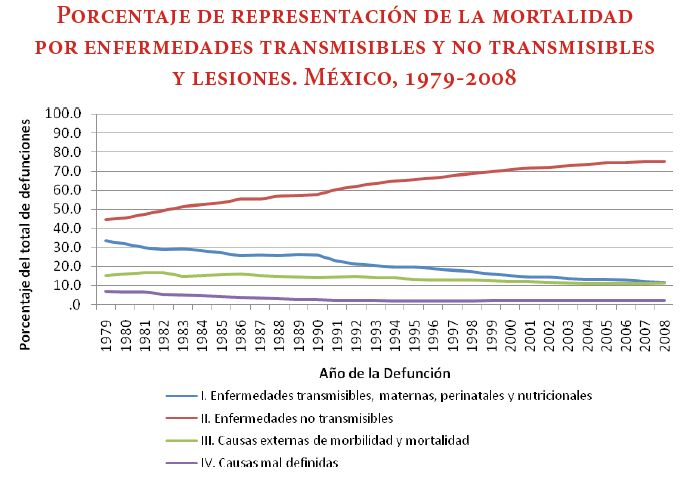 Porcentaje de representación de la mortalidad
por enfermedades transmisibles y no transmisibles
y lesiones. México, 1979-2008
Porcentaje del total de defunciones
100.0
90.0
80.0
70.0
60.0
50.0
40.0
30.0
20.0
10.0
.0
1979 1980 1981 1982 1983 1984 1985 1986 1987 1988 1989 1990 1991 1992 1993 1994 1995 1996 1997 1998 1999 2000 2001 2002 2003 2004 2005 2006 2007 2008
Año de la Defunción
I. Enfermedades transmisibles, maternas, perinatales y nutricionales
II. Enfermedades no transmisibles
III. Causas externas de morbilidad y mortalidad
IV. Causas mal definidas